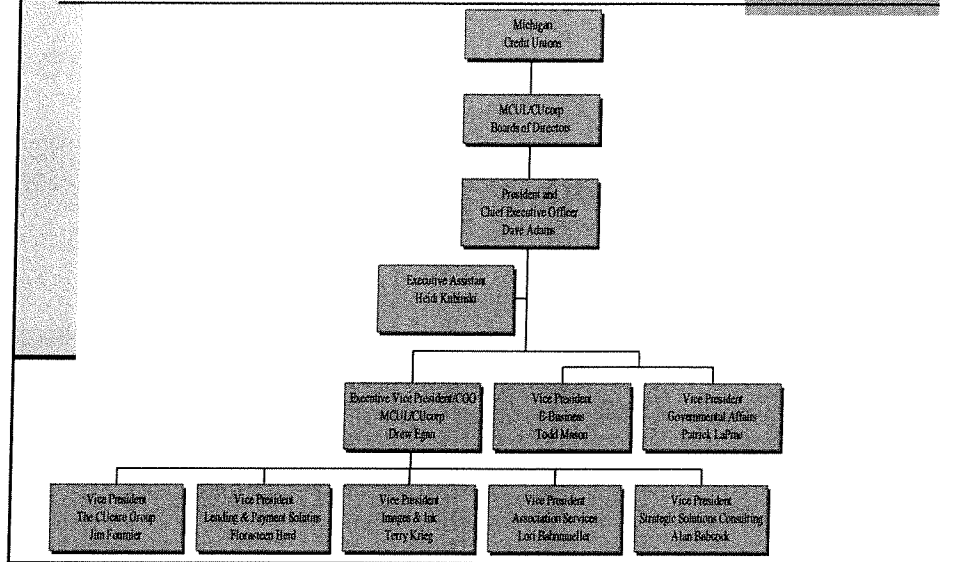 Michigan
Credit Unions
MCUL/CUcorp
Boards of Directors
President and
Chief Executive Officer
Dave Adams
Executive Assistant
Heidi Kubinski
Executive Vice President/COO
MCUL/CUcorp
Drew Egan
Vice President
E-Business
Todd Mason
Vice President
Governmental Affairs
Patrick LaPine
Vice President
The CUcare Group
Jim Fournier
Vice President
Lending & Payment Solutins
Florasteen Herd
Vice President
Images & Ink
Terry Krieg
Vice President
Association Services
Lori
Vice President
Strategic Solutions Consulting
Alan Babcock